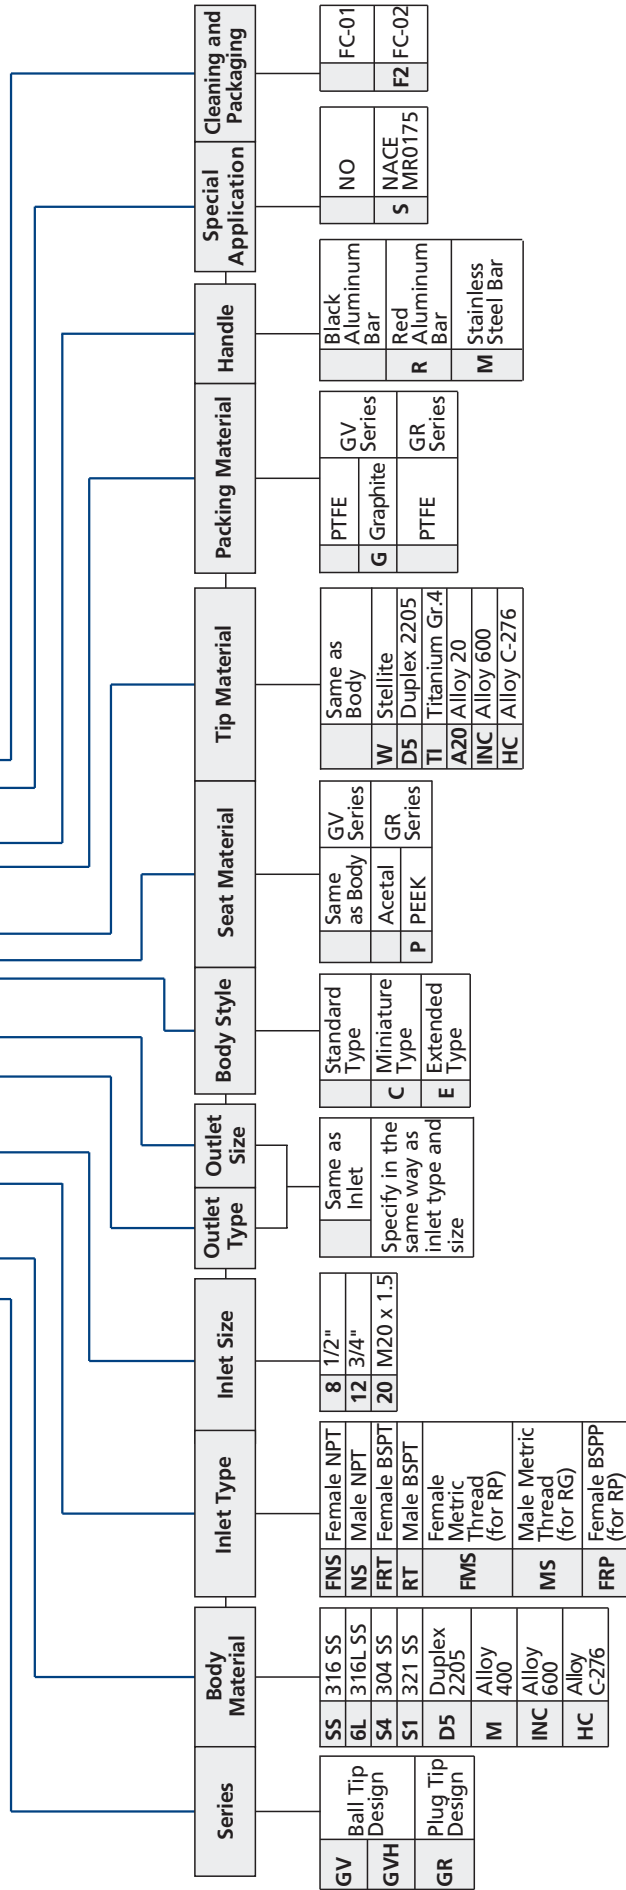 Series
GV
GVH
Ball Tip
Design
GR
Plug Tip
Design
Body
Material
SS 316 SS
6L 316L SS
S4 304 SS
S1 321 SS
D5 Duplex
2205
M Alloy
400
INC Alloy
600
HC Alloy
C-276
Inlet Type
FNS Female NPT
NS Male NPT
FRT Female BSPT
RT Male BSPT
FMS Female
Metric
Thread
(for RP)
MS Male Metric
Thread
(for RG)
FRP Female BSPP
(for RP)
Inlet Size
8 1/2"
12 3/4"
20 M20 x 1.5
Outlet
Type
Outlet
Size
Same as
Inlet
Specify in the
same way as
inlet type and
size
Body Style
Standard
Type
C Miniature
Type
E Extended
Type
Seat Material
Same
as Body
GV
Series
Acetal
P PEEK
GR
Series
Tip Material
Same as
Body
W Stellite
D5 Duplex 2205
TI Titanium Gr.4
A20 Alloy 20
INC Alloy 600
HC Alloy C-276
Packing Material
PTFE
G Graphite
GV
Series
PTFE
GR
Series
Handle
Black
Aluminum
Bar
R Red
Aluminum
Bar
M Stainless
Steel Bar
Special
Application
NO
S NACE
MR0175
Cleaning and
Packaging
FC-01
F2 FC-02